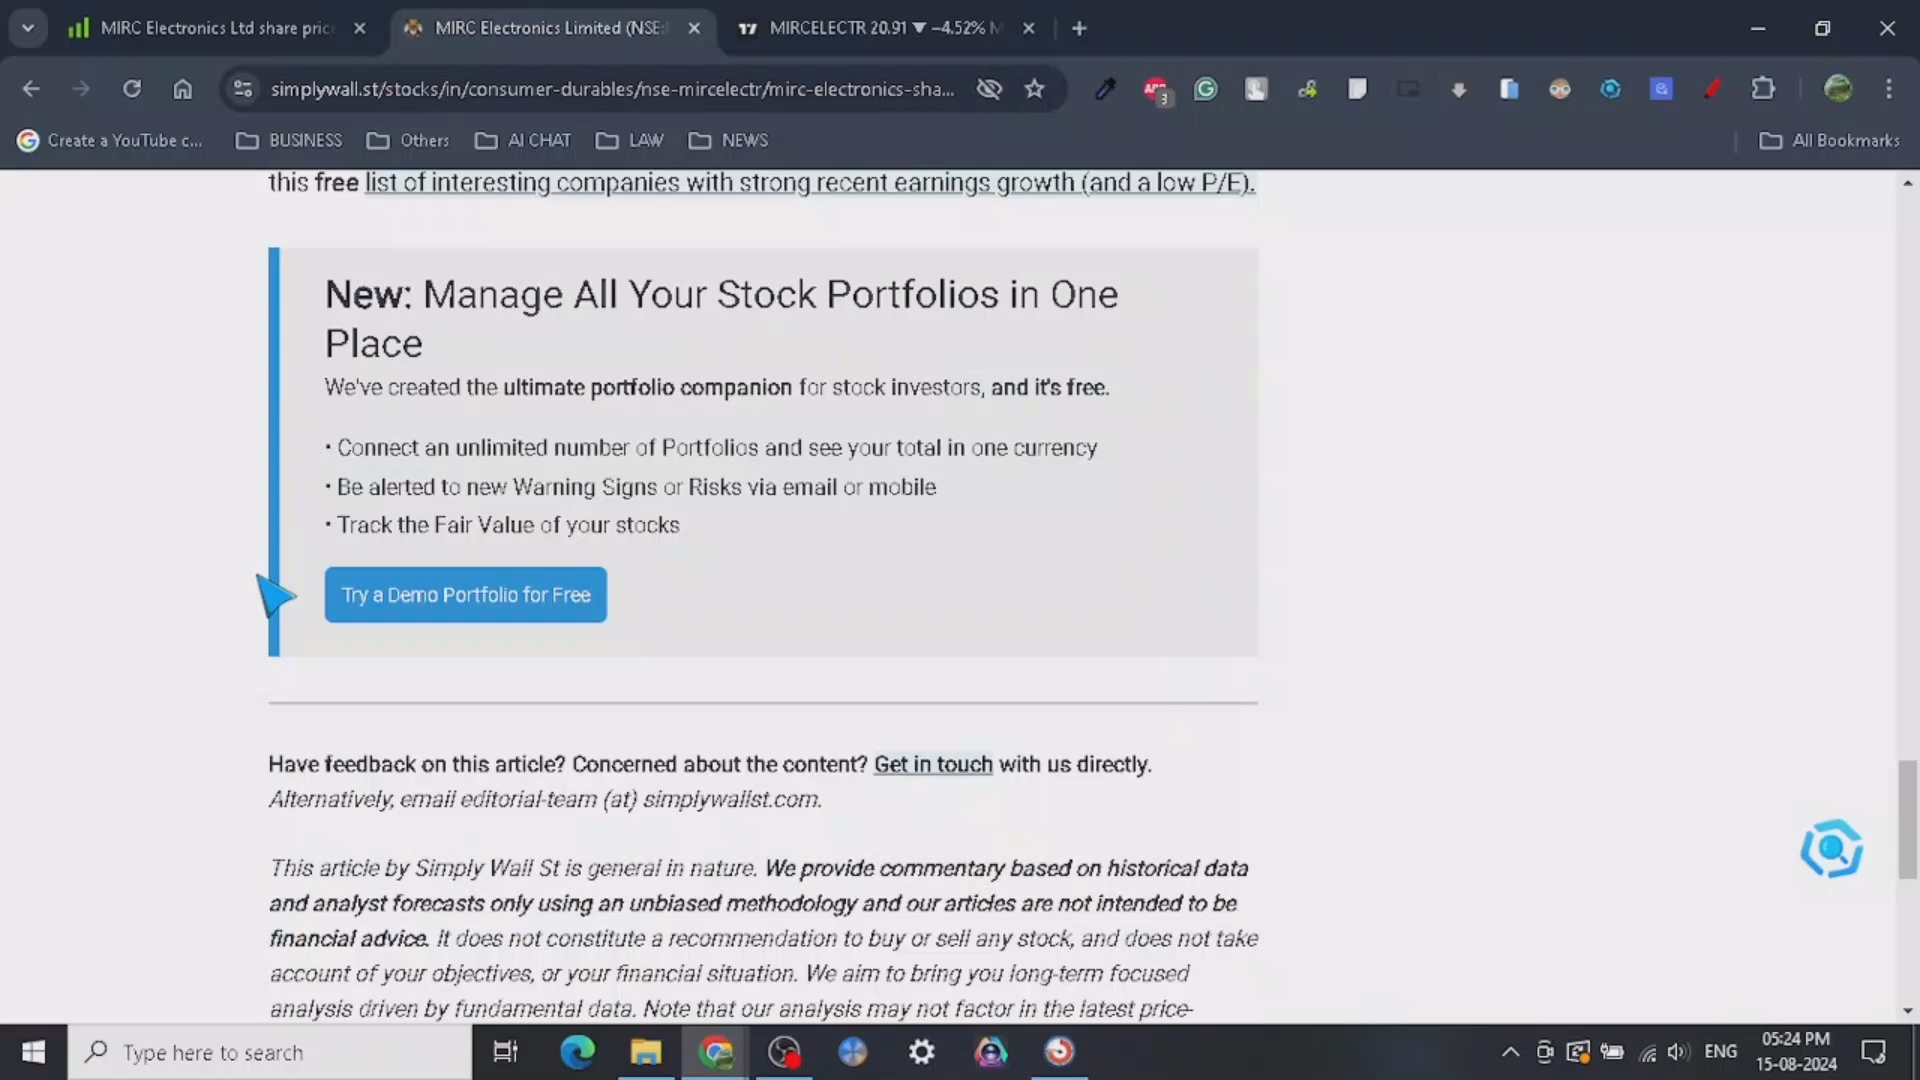 MIRC Electronics Ltd share pric
MIRC Electronics Limited (NSE:
MIRCELECTR 20.91 ▼ −4.52% M
simplywall.st/stocks/in/consumer-durables/nse-mircelectr/mirc-electronics-sha...
3
Create a YouTube c...
BUSINESS
Others
AI CHAT
LAW
NEWS
All Bookmarks
this free list of interesting companies with strong recent earnings growth (and a low P/E).
New: Manage All Your Stock Portfolios in One
Place
We've created the ultimate portfolio companion for stock investors, and it's free.
• Connect an unlimited number of Portfolios and see your total in one currency
• Be alerted to new Warning Signs or Risks via email or mobile
• Track the Fair Value of your stocks
Try a Demo Portfolio for Free
Have feedback on this article? Concerned about the content? Get in touch with us directly.
Alternatively, email editorial-team (at) simplywallst.com.
This article by Simply Wall St is general in nature. We provide commentary based on historical data
and analyst forecasts only using an unbiased methodology and our articles are not intended to be
financial advice. It does not constitute a recommendation to buy or sell any stock, and does not take
account of your objectives, or your financial situation. We aim to bring you long-term focused
analysis driven by fundamental data. Note that our analysis may not factor in the latest price-
Type here to search
ENG
05:24 PM
15-08-2024